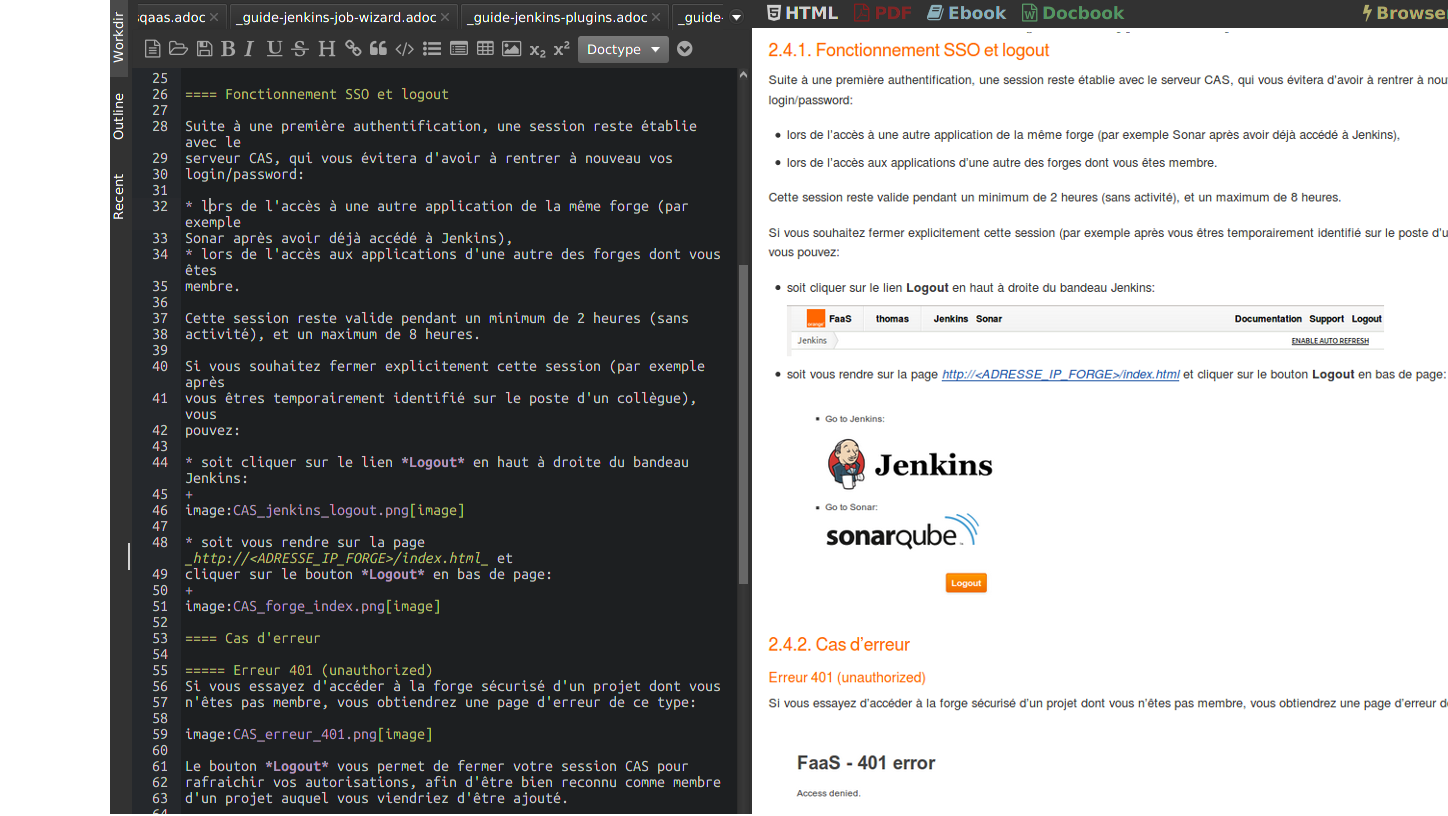 qaas.adoc
_guide-jenkins-job-wizard.adoc
_guide-jenkins-plugins.adoc
_guide-
HTML
PDF
Ebook
Docbook
Browser
Workdir
Outline
Recent
B I U S H
x2 x2
Doctype
25
26 ==== Fonctionnement SSO et logout
27
28 Suite à une première authentification, une session reste établie
avec le
29 serveur CAS, qui vous évitera d'avoir à rentrer à nouveau vos
30 login/password:
31
32 * lors de l'accès à une autre application de la même forge (par
exemple
33 Sonar après avoir déjà accédé à Jenkins),
34 * lors de l'accès aux applications d'une autre des forges dont vous
êtes
35 membre.
36
37 Cette session reste valide pendant un minimum de 2 heures (sans
38 activité), et un maximum de 8 heures.
39
40 Si vous souhaitez fermer explicitement cette session (par exemple
après
41 vous êtres temporairement identifié sur le poste d'un collègue),
vous
42 pouvez:
43
44 * soit cliquer sur le lien *Logout* en haut à droite du bandeau
Jenkins:
45 +
46 image:CAS_jenkins_logout.png[image]
47
48 * soit vous rendre sur la page
_http://<ADRESSE_IP_FORGE>/index.html_ et
49 cliquer sur le bouton *Logout* en bas de page:
50 +
51 image:CAS_forge_index.png[image]
52
53 ==== Cas d'erreur
54
55 ===== Erreur 401 (unauthorized)
56 Si vous essayez d'accéder à la forge sécurisé d'un projet dont vous
57 n'êtes pas membre, vous obtiendrez une page d'erreur de ce type:
58
59 image:CAS_erreur_401.png[image]
60
61 Le bouton *Logout* vous permet de fermer votre session CAS pour
62 rafraichir vos autorisations, afin d'être bien reconnu comme membre
63 d'un projet auquel vous viendriez d'être ajouté.
64
2.4.1. Fonctionnement SSO et logout
Suite à une première authentification, une session reste établie avec le serveur CAS, qui vous évitera d'avoir à rentrer à nou
login/password:
• lors de l'accès à une autre application de la même forge (par exemple Sonar après avoir déjà accédé à Jenkins),
• lors de l'accès aux applications d'une autre des forges dont vous êtes membre.
Cette session reste valide pendant un minimum de 2 heures (sans activité), et un maximum de 8 heures.
Si vous souhaitez fermer explicitement cette session (par exemple après vous êtres temporairement identifié sur le poste d'u
vous pouvez:
• soit cliquer sur le lien Logout en haut à droite du bandeau Jenkins:
FaaS thomas Jenkins Sonar Documentation Support Logout
Jenkins ENABLE AUTO REFRESH
• soit vous rendre sur la page http://<ADRESSE_IP_FORGE>/index.html et cliquer sur le bouton Logout en bas de page:
• Go to Jenkins:
Jenkins
• Go to Sonar:
sonarqube
Logout
2.4.2. Cas d'erreur
Erreur 401 (unauthorized)
Si vous essayez d'accéder à la forge sécurisé d'un projet dont vous n'êtes pas membre, vous obtiendrez une page d'erreur de
FaaS - 401 error
Access denied.